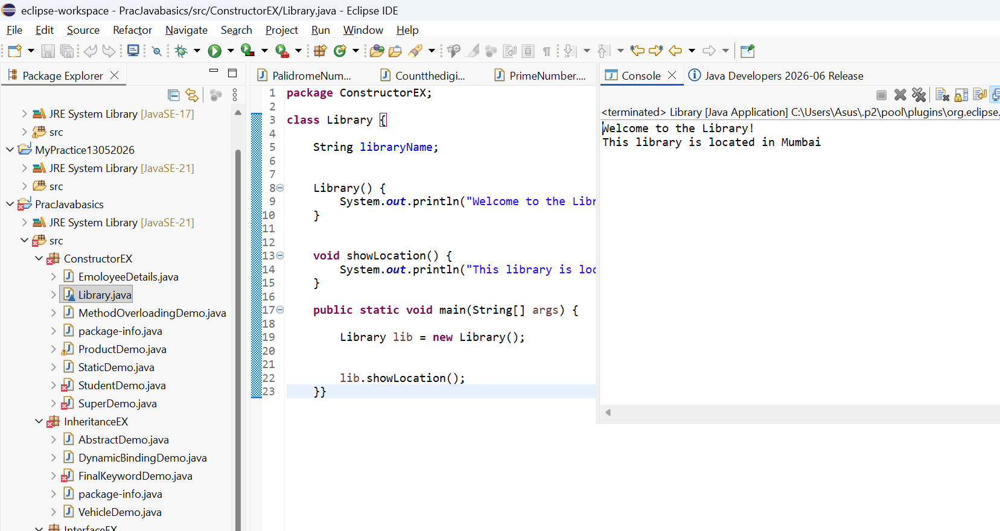 eclipse-workspace - PracJavabasics/src/ConstructorEX/Library.java - Eclipse IDE
File Edit Source Refactor Navigate Search Project Run Window Help
Package Explorer
JRE System Library [JavaSE-17]
src
MyPractice13052026
JRE System Library [JavaSE-21]
src
PracJavabasics
JRE System Library [JavaSE-21]
src
ConstructorEX
EmoloyeeDetails.java
Library.java
MethodOverloadingDemo.java
package-info.java
ProductDemo.java
StaticDemo.java
StudentDemo.java
SuperDemo.java
InheritanceEX
AbstractDemo.java
DynamicBindingDemo.java
FinalKeywordDemo.java
package-info.java
VehicleDemo.java
InterfaceEX
PalidromeNum... Countthedigi... PrimeNumber....
1 package ConstructorEX;
2
3 class Library {
4
5 String libraryName;
6
7
8 Library() {
9 System.out.println("Welcome to the Libr
10 }
11
12
13 void showLocation() {
14 System.out.println("This library is loc
15 }
16
17 public static void main(String[] args) {
18
19 Library lib = new Library();
20
21
22 lib.showLocation();
23 }}
Console Java Developers 2026-06 Release
<terminated> Library [Java Application] C:\Users\Asus\.p2\pool\plugins\org.eclipse.
Welcome to the Library!
This library is located in Mumbai